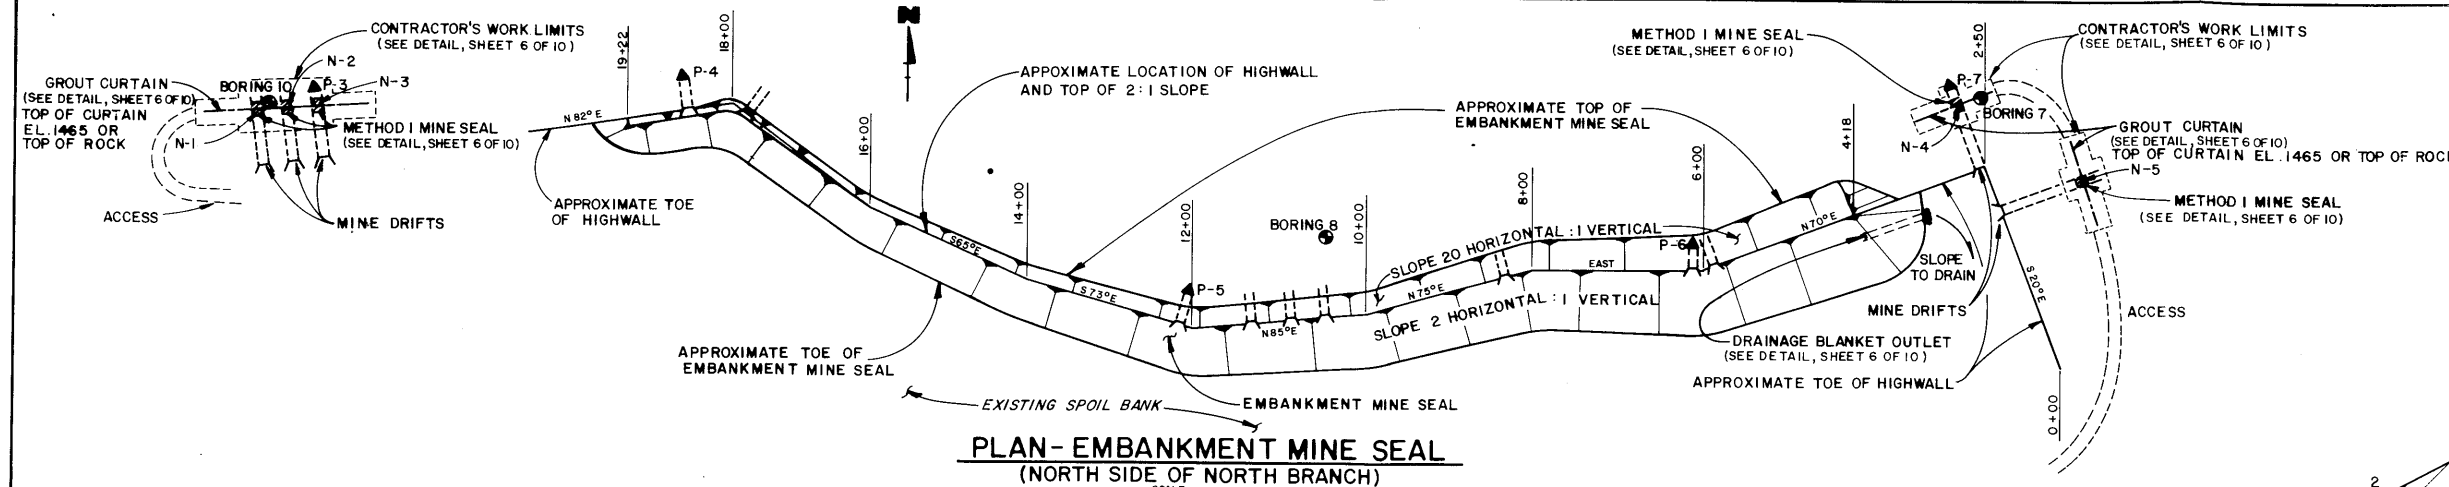 N
CONTRACTOR'S WORK LIMITS
(SEE DETAIL, SHEET 6 OF 10)
N-2
GROUT CURTAIN
(SEE DETAIL, SHEET 6 OF 10)
TOP OF CURTAIN
EL. 1465 OR
TOP OF ROCK
BORING 10
P-3
N-3
N-1
METHOD I MINE SEAL
(SEE DETAIL, SHEET 6 OF 10)
ACCESS
MINE DRIFTS
19+22
18+00
P-4
N 82° E
APPROXIMATE TOE
OF HIGHWALL
16+00
APPOXIMATE LOCATION OF HIGHWALL
AND TOP OF 2:1 SLOPE
14+00
S65°E
S73°E
12+00
P-5
BORING 8
10+00
8+00
6+00
4+18
APPROXIMATE TOP OF
EMBANKMENT MINE SEAL
SLOPE 20 HORIZONTAL : 1 VERTICAL
P-6
N70°E
EAST
N75°E
N85°E
SLOPE 2 HORIZONTAL : 1 VERTICAL
APPROXIMATE TOE OF
EMBANKMENT MINE SEAL
EXISTING SPOIL BANK
EMBANKMENT MINE SEAL
METHOD I MINE SEAL
(SEE DETAIL, SHEET 6 OF 10)
2+50
CONTRACTOR'S WORK LIMITS
(SEE DETAIL, SHEET 6 OF 10)
P-7
BORING 7
N-4
GROUT CURTAIN
(SEE DETAIL, SHEET 6 OF 10)
TOP OF CURTAIN EL. 1465 OR TOP OF ROC
N-5
METHOD I MINE SEAL
(SEE DETAIL, SHEET 6 OF 10)
SLOPE
TO DRAIN
S 20° E
MINE DRIFTS
ACCESS
DRAINAGE BLANKET OUTLET
(SEE DETAIL, SHEET 6 OF 10)
APPROXIMATE TOE OF HIGHWALL
0+00
PLAN-EMBANKMENT MINE SEAL
(NORTH SIDE OF NORTH BRANCH)
2